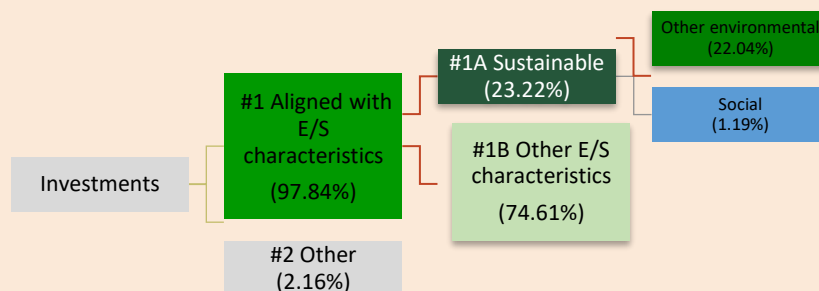 Investments
#1 Aligned with
E/S
characteristics
(97.84%)
#2 Other
(2.16%)
#1A Sustainable
(23.22%)
#1B Other E/S
characteristics
(74.61%)
Other environmental
(22.04%)
Social
(1.19%)